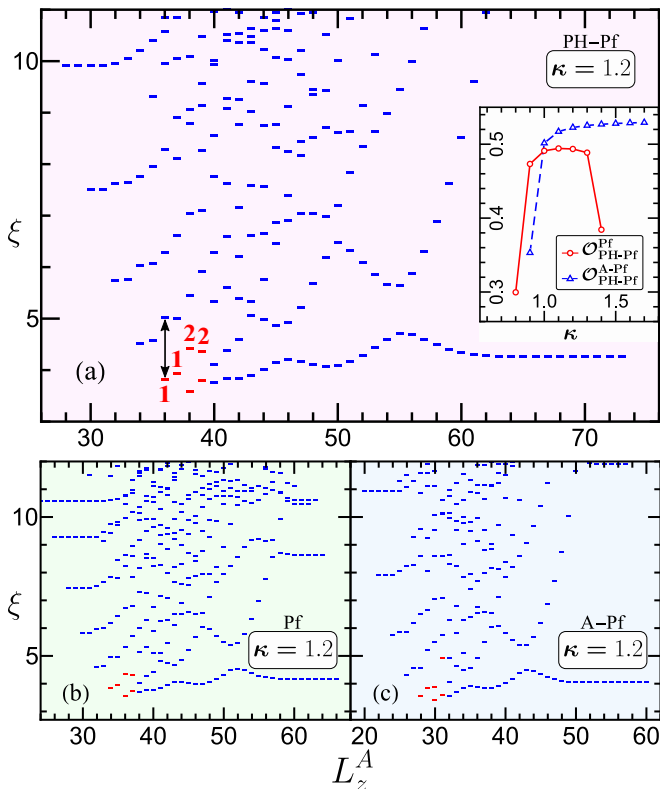 10
5
ξ
PH–Pf
κ = 1.2
0.5
0.4
0.3
O^Pf_PH-Pf
O^A-Pf_PH-Pf
1.0 1.5
κ
2 2
1
1
(a)
30 40 50 60 70
10
5
ξ
Pf
κ = 1.2
(b)
A–Pf
κ = 1.2
(c)
30 40 50 60 20 30 40 50 60
L_z^A